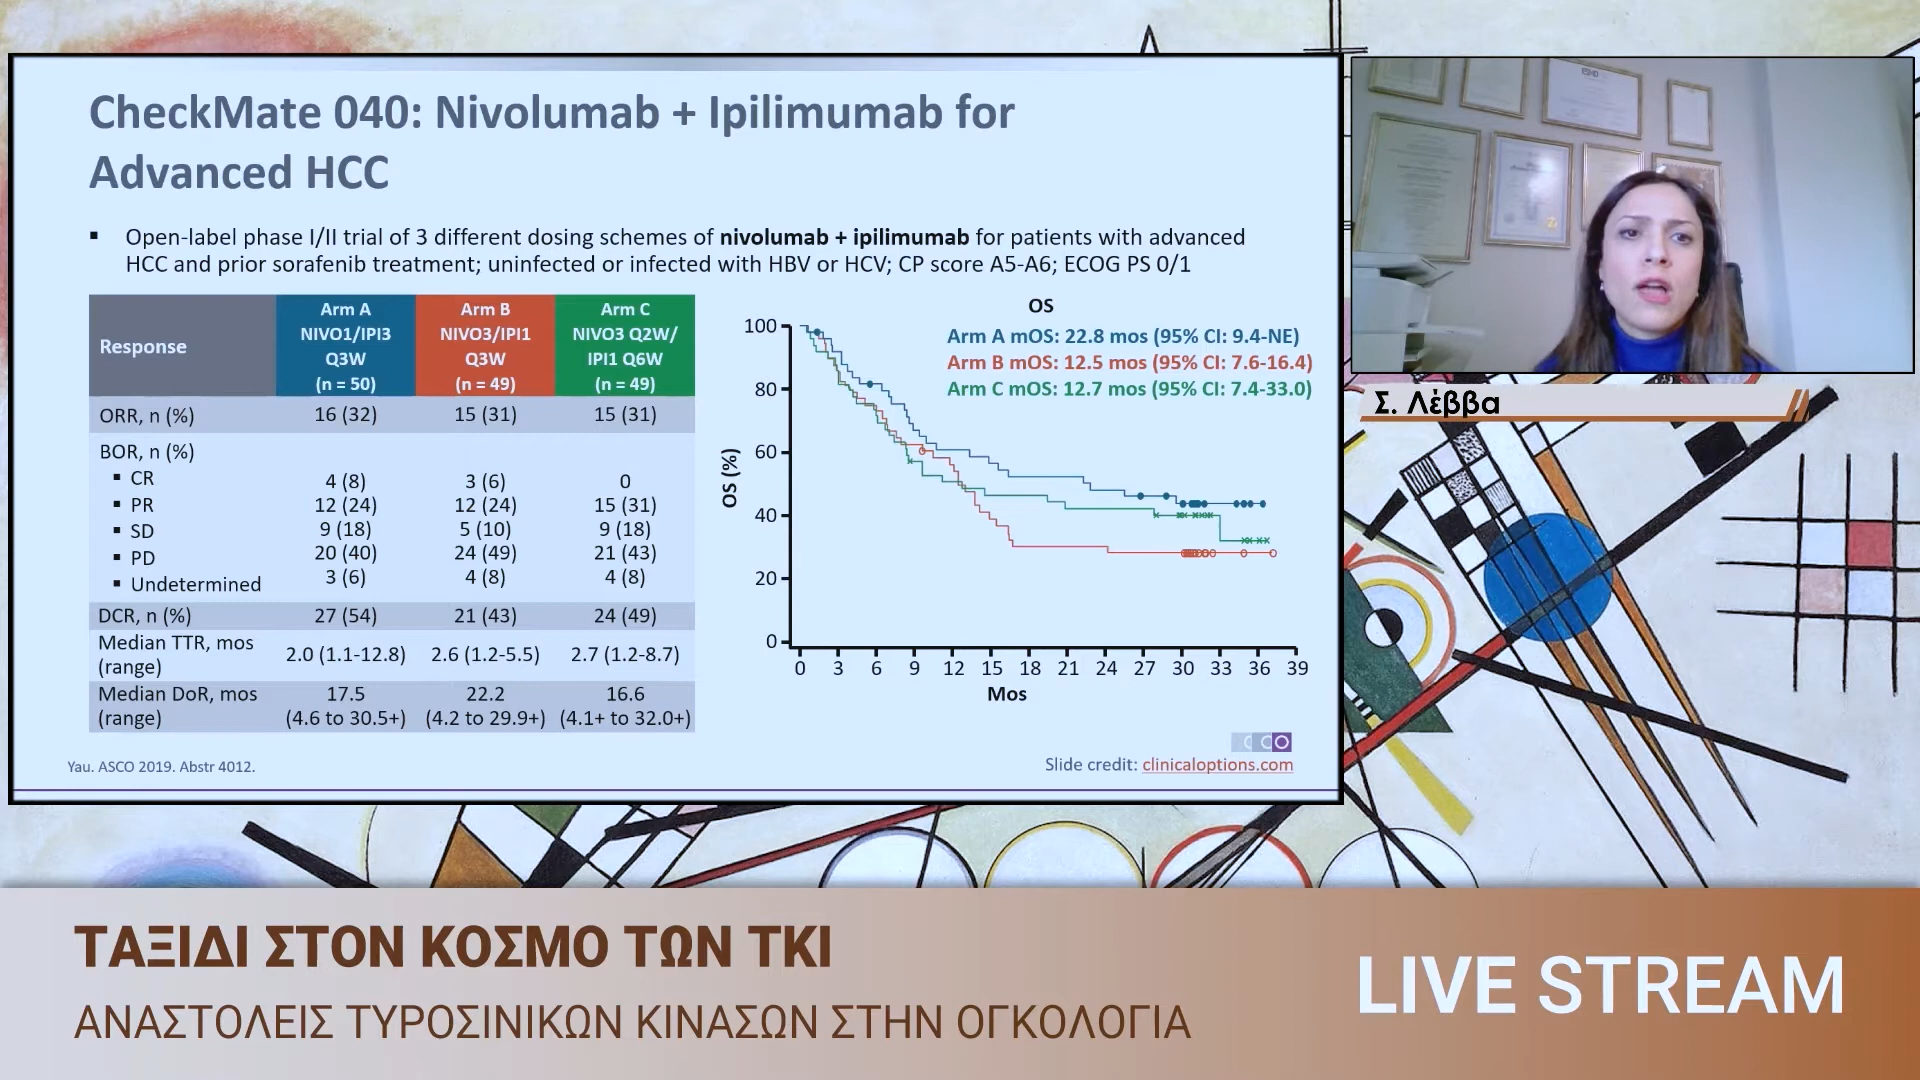 CheckMate 040: Nivolumab + Ipilimumab for
Advanced HCC
▪ Open-label phase I/II trial of 3 different dosing schemes of nivolumab + ipilimumab for patients with advanced
HCC and prior sorafenib treatment; uninfected or infected with HBV or HCV; CP score A5-A6; ECOG PS 0/1
Response
Arm A
NIVO1/IPI3
Q3W
(n = 50)
Arm B
NIVO3/IPI1
Q3W
(n = 49)
Arm C
NIVO3 Q2W/
IPI1 Q6W
(n = 49)
ORR, n (%) 16 (32) 15 (31) 15 (31)
BOR, n (%)
▪ CR 4 (8) 3 (6) 0
▪ PR 12 (24) 12 (24) 15 (31)
▪ SD 9 (18) 5 (10) 9 (18)
▪ PD 20 (40) 24 (49) 21 (43)
▪ Undetermined 3 (6) 4 (8) 4 (8)
DCR, n (%) 27 (54) 21 (43) 24 (49)
Median TTR, mos
(range)
2.0 (1.1-12.8) 2.6 (1.2-5.5) 2.7 (1.2-8.7)
Median DoR, mos
(range)
17.5
(4.6 to 30.5+)
22.2
(4.2 to 29.9+)
16.6
(4.1+ to 32.0+)
OS
Arm A mOS: 22.8 mos (95% CI: 9.4-NE)
Arm B mOS: 12.5 mos (95% CI: 7.6-16.4)
Arm C mOS: 12.7 mos (95% CI: 7.4-33.0)
OS (%)
100
80
60
40
20
0
0 3 6 9 12 15 18 21 24 27 30 33 36 39
Mos
Yau. ASCO 2019. Abstr 4012.
CCO
Slide credit: clinicaloptions.com
ESMO
Σ. Λέββα
ΤΑΞΙΔΙ ΣΤΟΝ ΚΟΣΜΟ ΤΩΝ ΤΚΙ
ΑΝΑΣΤΟΛΕΙΣ ΤΥΡΟΣΙΝΙΚΩΝ ΚΙΝΑΣΩΝ ΣΤΗΝ ΟΓΚΟΛΟΓΙΑ
LIVE STREAM